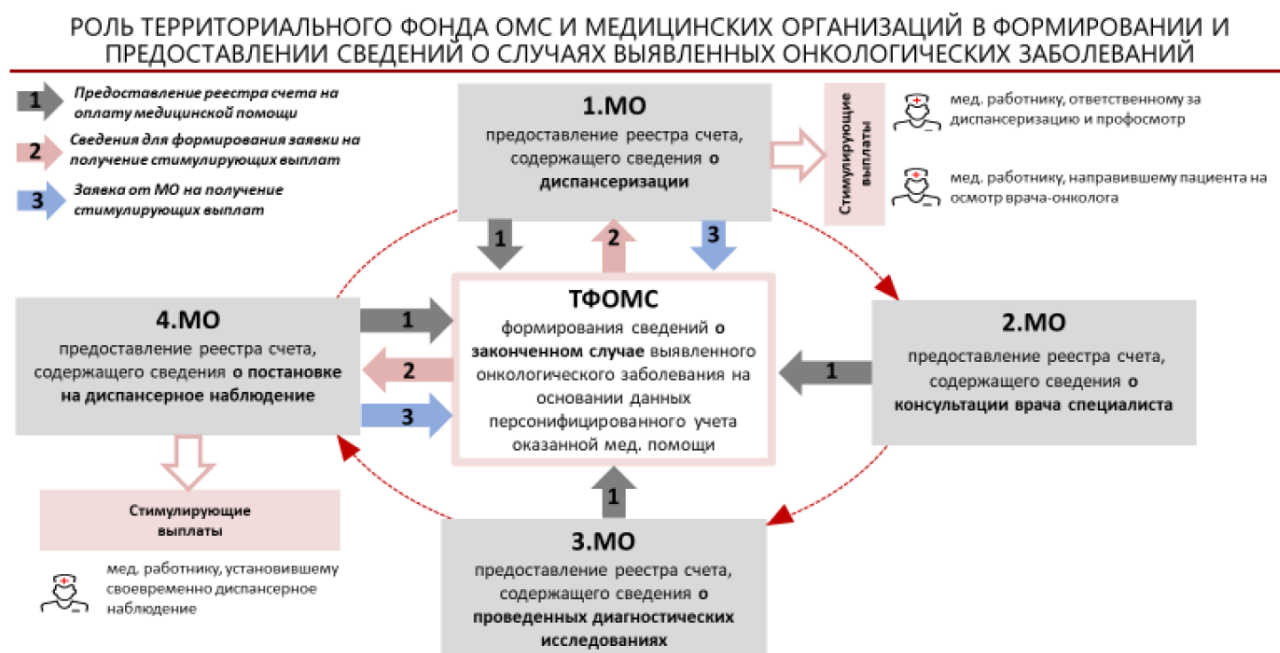 РОЛЬ ТЕРРИТОРИАЛЬНОГО ФОНДА ОМС И МЕДИЦИНСКИХ ОРГАНИЗАЦИЙ В ФОРМИРОВАНИИ И
ПРЕДОСТАВЛЕНИИ СВЕДЕНИЙ О СЛУЧАЯХ ВЫЯВЛЕННЫХ ОНКОЛОГИЧЕСКИХ ЗАБОЛЕВАНИЙ
1
Предоставление реестра счета на
оплату медицинской помощи
2
Сведения для формирования заявки на
получение стимулирующих выплат
3
Заявка от МО на получение
стимулирующих выплат
1.МО
предоставление реестра счета,
содержащего сведения о
диспансеризации
Стимулирующие
выплаты
мед. работнику, ответственному за
диспансеризацию и профосмотр
мед. работнику, направившему пациента на
осмотр врача-онколога
1
2
3
4.МО
предоставление реестра счета,
содержащего сведения о постановке
на диспансерное наблюдение
1
2
3
ТФОМС
формирования сведений о
законченном случае выявленного
онкологического заболевания на
основании данных
персонифицированного учета
оказанной мед. помощи
1
2.МО
предоставление реестра счета,
содержащего сведения о
консультации врача специалиста
Стимулирующие
выплаты
мед. работнику, установившему
своевременно диспансерное
наблюдение
1
3.МО
предоставление реестра счета,
содержащего сведения о
проведенных диагностических
исследованиях